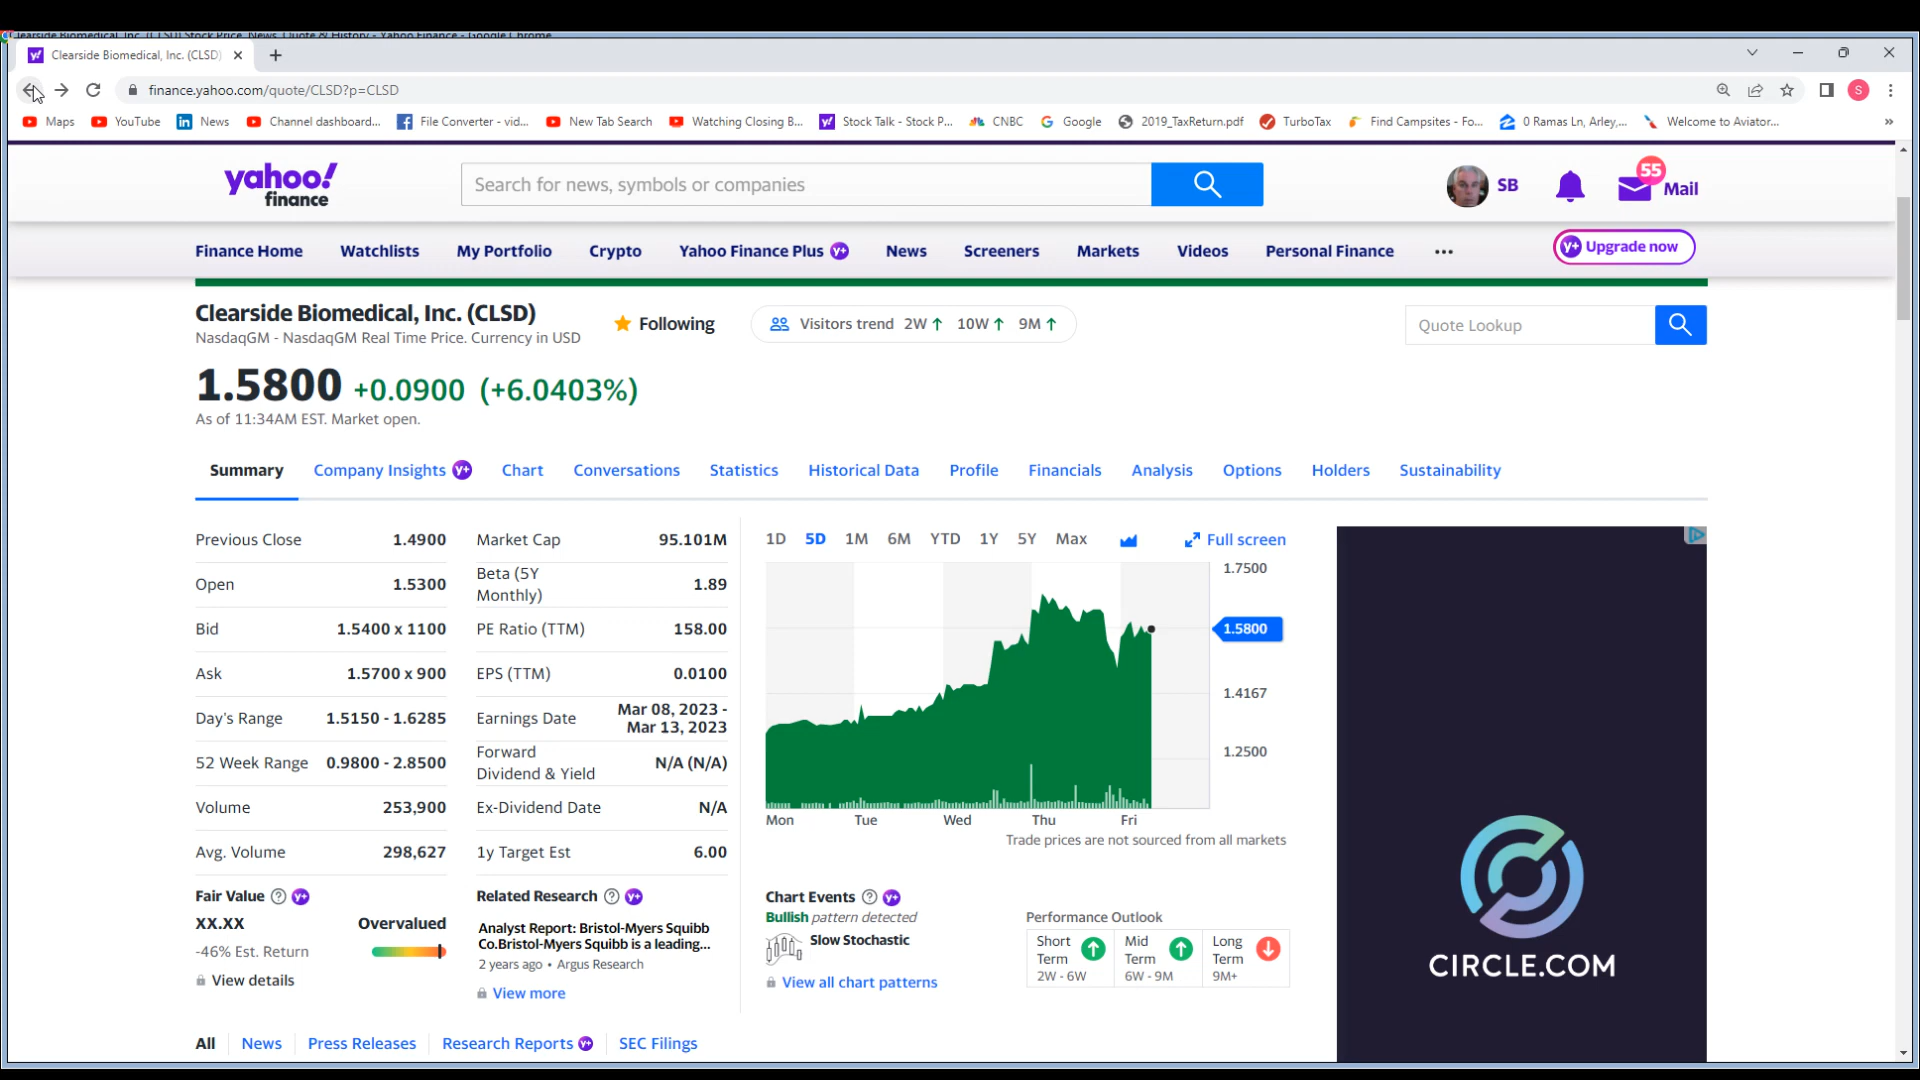 Clearside Biomedical, Inc. (CLSD) Stock Price, News, Quote & History - Yahoo Finance - Google Chrome
Clearside Biomedical, Inc. (CLSD)
finance.yahoo.com/quote/CLSD?p=CLSD
S
Maps YouTube News Channel dashboard... File Converter - vid... New Tab Search Watching Closing B... Stock Talk - Stock P... CNBC Google 2019_TaxReturn.pdf TurboTax Find Campsites - Fo... 0 Ramas Ln, Arley,... Welcome to Aviator...
yahoo!
finance
Search for news, symbols or companies
SB
55
Mail
Finance Home Watchlists My Portfolio Crypto Yahoo Finance Plus Y+ News Screeners Markets Videos Personal Finance ... Y+ Upgrade now
Clearside Biomedical, Inc. (CLSD)
NasdaqGM - NasdaqGM Real Time Price. Currency in USD
Following
Visitors trend 2W↑ 10W↑ 9M↑
Quote Lookup
1.5800 +0.0900 (+6.0403%)
As of 11:34AM EST. Market open.
Summary Company Insights Y+ Chart Conversations Statistics Historical Data Profile Financials Analysis Options Holders Sustainability
Previous Close 1.4900
Open 1.5300
Bid 1.5400 x 1100
Ask 1.5700 x 900
Day's Range 1.5150 - 1.6285
52 Week Range 0.9800 - 2.8500
Volume 253,900
Avg. Volume 298,627
Market Cap 95.101M
Beta (5Y
Monthly) 1.89
PE Ratio (TTM) 158.00
EPS (TTM) 0.0100
Earnings Date Mar 08, 2023 -
Mar 13, 2023
Forward
Dividend & Yield N/A (N/A)
Ex-Dividend Date N/A
1y Target Est 6.00
1D 5D 1M 6M YTD 1Y 5Y Max Full screen
1.7500
1.5800
1.4167
1.2500
Mon Tue Wed Thu Fri
Trade prices are not sourced from all markets
Fair Value ? Y+
XX.XX Overvalued
-46% Est. Return
View details
Related Research ? Y+
Analyst Report: Bristol-Myers Squibb
Co.Bristol-Myers Squibb is a leading...
2 years ago • Argus Research
View more
Chart Events ? Y+
Bullish pattern detected
Slow Stochastic
View all chart patterns
Performance Outlook
Short
Term
2W - 6W
Mid
Term
6W - 9M
Long
Term
9M+
CIRCLE.COM
All News Press Releases Research Reports Y+ SEC Filings